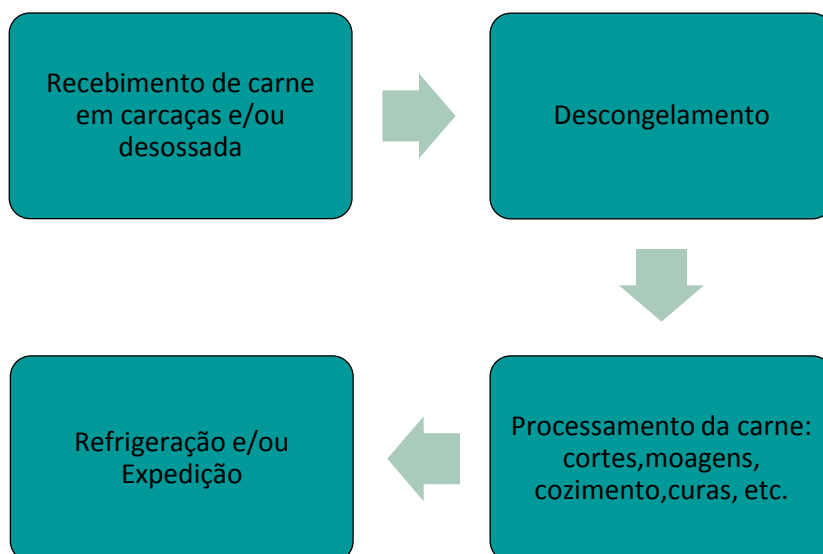 Recebimento de carne
em carcaças e/ou
desossada
Descongelamento
Processamento da carne:
cortes,moagens,
cozimento,curas, etc.
Refrigeração e/ou
Expedição